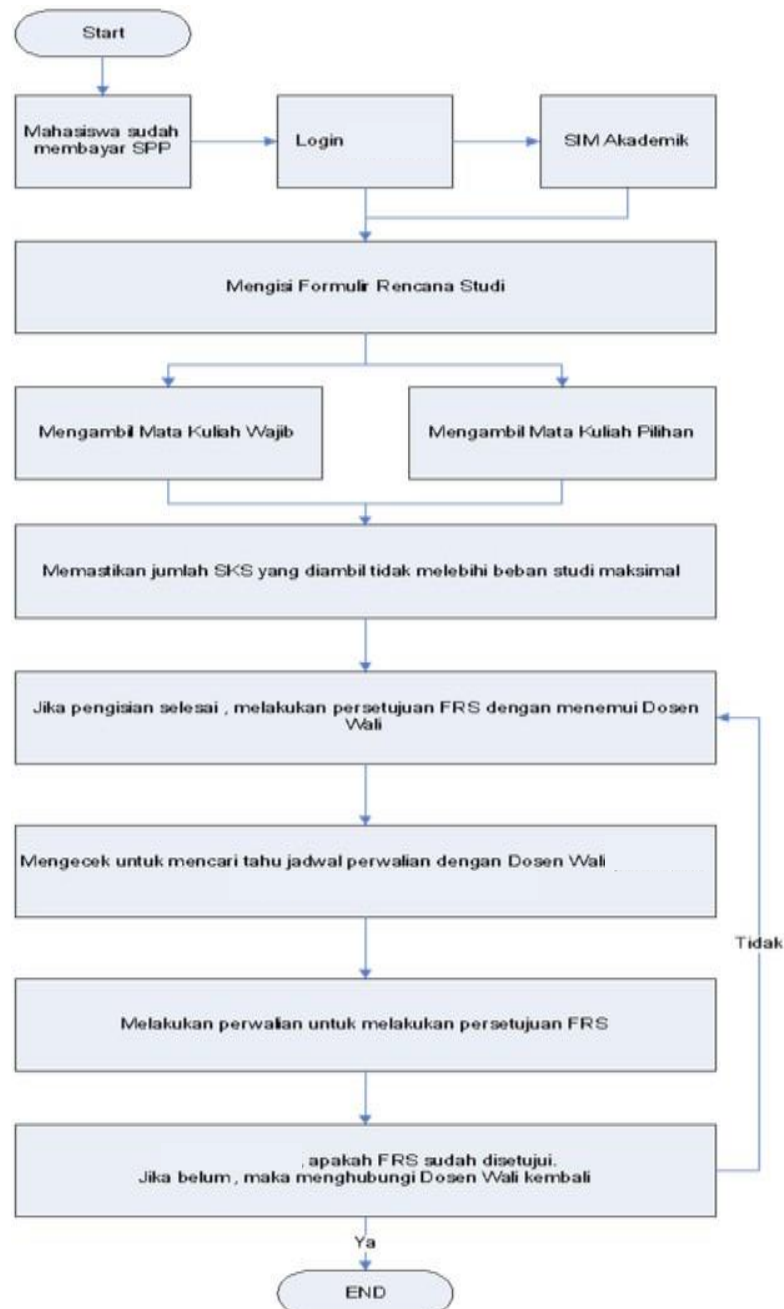 Start
Mahasiswa sudah
membayar SPP
Login
SIM Akademik
Mengisi Formulir Rencana Studi
Mengambil Mata Kuliah Wajib
Mengambil Mata Kuliah Pilihan
Memastikan jumlah SKS yang diambil tidak melebihi beban studi maksimal
Jika pengisian selesai , melakukan persetujuan FRS dengan menemui Dosen
Wali
Mengecek untuk mencari tahu jadwal perwalian dengan Dosen Wali
Tidak
Melakukan perwalian untuk melakukan persetujuan FRS
, apakah FRS sudah disetujui.
Jika belum , maka menghubungi Dosen Wali kembali
Ya
END